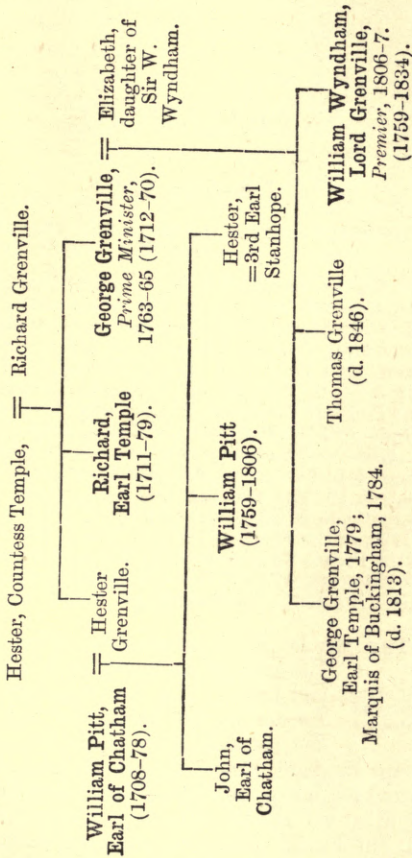 Hester, Countess Temple, = Richard Grenville.
William Pitt,
Earl of Chatham
(1708-78).
= Hester
Grenville.
Richard,
Earl Temple
(1711-79).
George Grenville,
Prime Minister,
1763-65 (1712-70)
= Elizabeth,
daughter of
Sir W.
Wyndham.
John,
Earl of
Chatham.
William Pitt
(1759-1806).
Hester,
=3rd Earl
Stanhope.
George Grenville,
Earl Temple, 1779;
Marquis of Buckingham, 1784.
(d. 1813).
Thomas Grenville
(d. 1846).
William Wyndham,
Lord Grenville,
Premier, 1806-7.
(1759-1834).